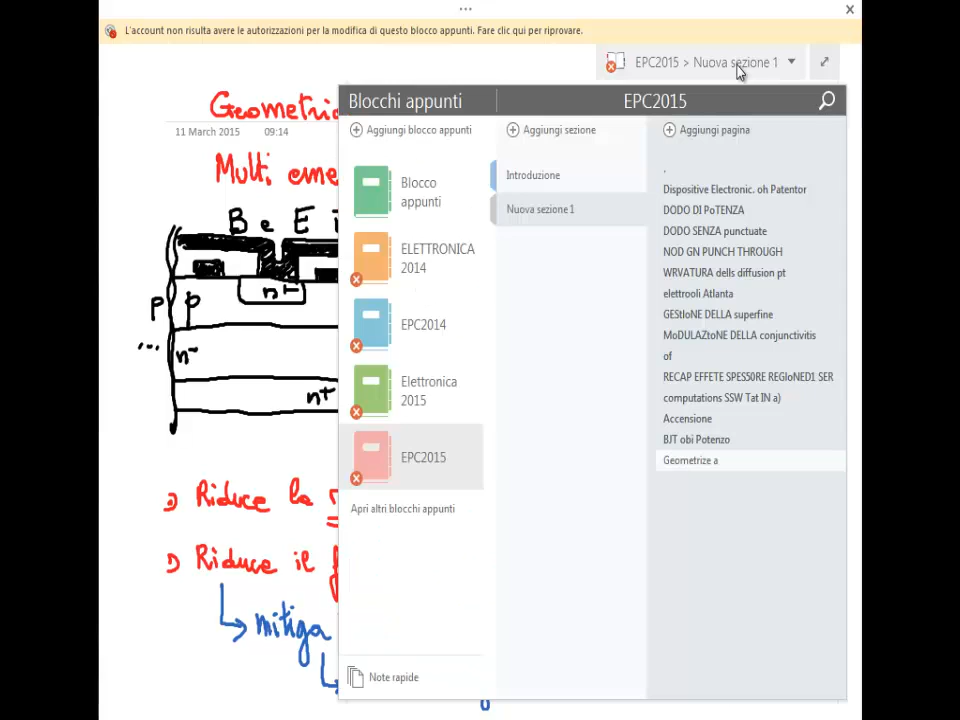 L'account non risulta avere le autorizzazioni per la modifica di questo blocco appunti. Fare clic qui per riprovare.
EPC2015 > Nuova sezione 1
Geometri
11 March 2015 09:14
Multi eme
B e E i
n+
p p
... n-
n+
Riduce la
1) Riduce il
mitiga
Blocchi appunti
EPC2015
Aggiungi blocco appunti
Aggiungi sezione
Aggiungi pagina
Blocco appunti
ELETTRONICA 2014
EPC2014
Elettronica 2015
EPC2015
Apri altri blocchi appunti
Note rapide
Introduzione
Nuova sezione 1
.
Dispositive Electronic. oh Patentor
DODO DI PoTENZA
DODO SENZA punctuate
NOD GN PUNCH THROUGH
WRVATURA dells diffusion pt
elettrooli Atlanta
GEStIoNE DELLA superfine
MoDULAZtoNE DELLA conjunctivitis
of
RECAP EFFETE SPES50RE REGIoNED1 SER
computations SSW Tat IN a)
Accensione
BJT obi Potenzo
Geometrize a